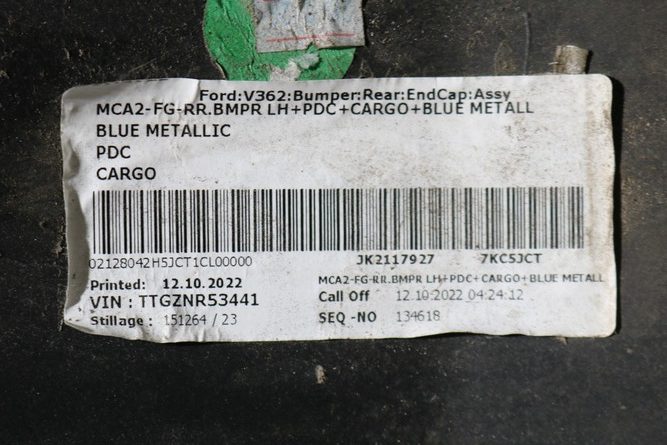 Ford:V362:Bumper:Rear:EndCap:Assy
MCA2-FG-RR.BMPR LH+PDC+CARGO+BLUE METALL
BLUE METALLIC
PDC
CARGO
02128042H5JCT1CL00000 JK2117927 7KC5JCT
Printed: 12.10.2022
MCA2-FG-RR.BMPR LH+PDC+CARGO+BLUE METALL
VIN : TTGZNR53441
Call Off 12.10.2022 04:24:12
Stillage : 151264 / 23
SEQ -NO 134618